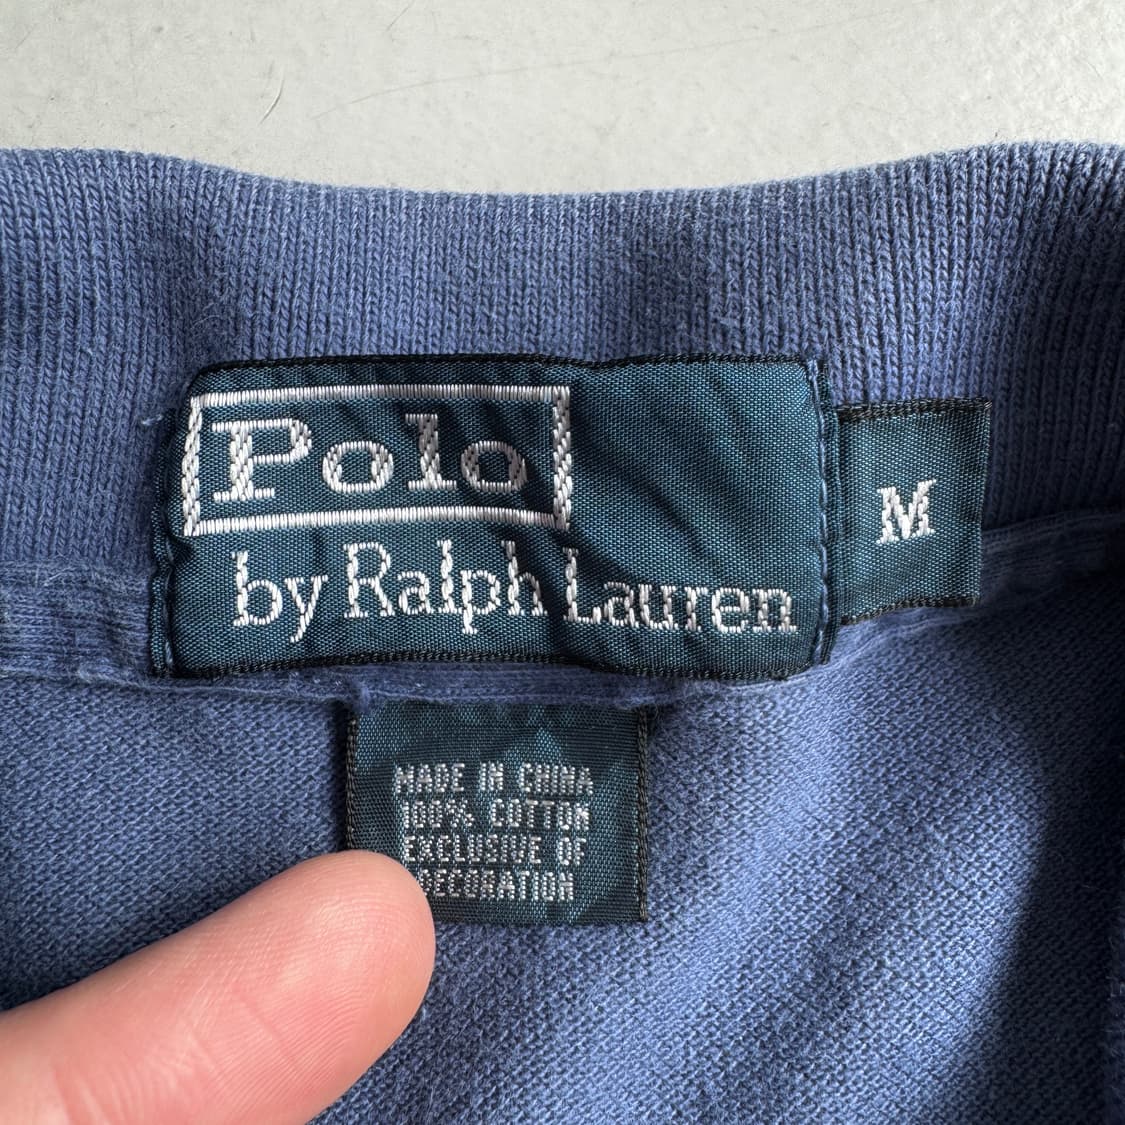 Polo
by Ralph Lauren
M
MADE IN CHINA
100% COTTON
EXCLUSIVE OF
DECORATION